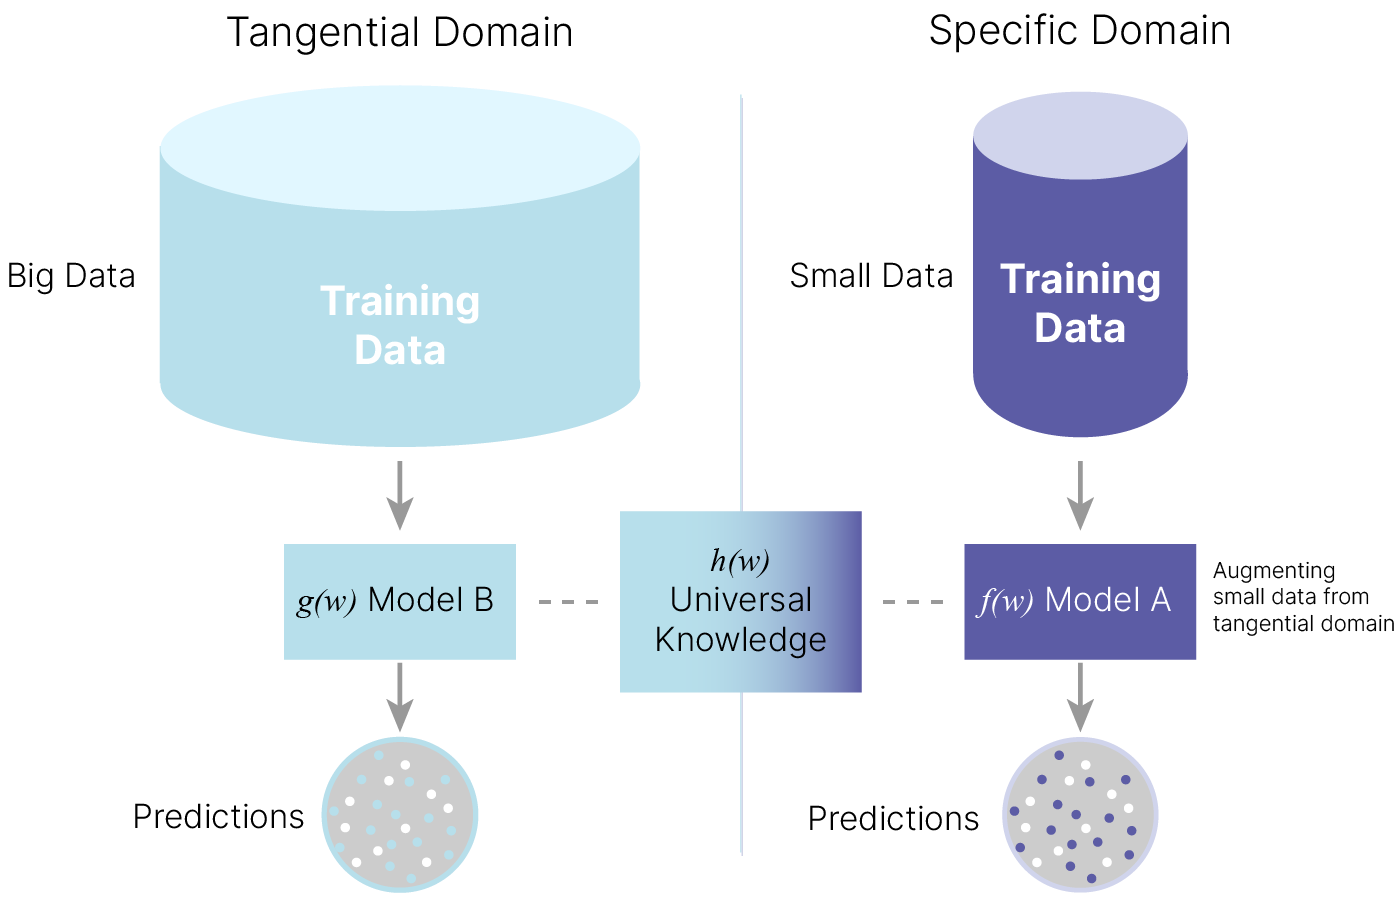 Tangential Domain
Specific Domain
Big Data
Training
Data
Small Data
Training
Data
g(w) Model B
h(w)
Universal
Knowledge
f(w) Model A
Augmenting
small data from
tangential domain
Predictions
Predictions